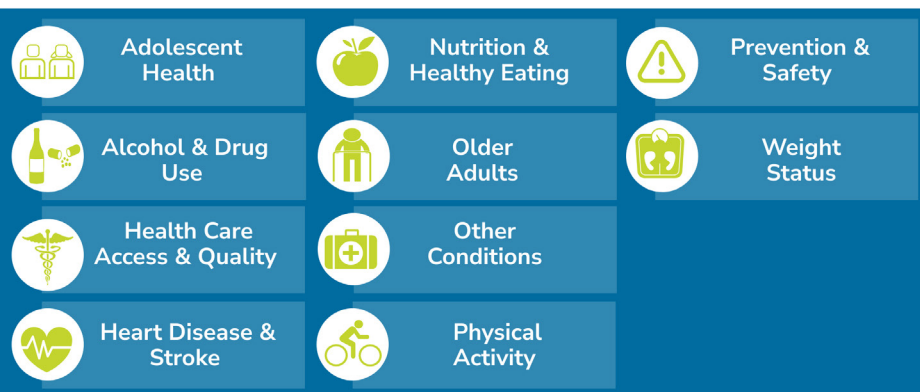 Adolescent
Health
Alcohol & Drug
Use
Health Care
Access & Quality
Heart Disease &
Stroke
Nutrition &
Healthy Eating
Older
Adults
Other
Conditions
Physical
Activity
Prevention &
Safety
Weight
Status